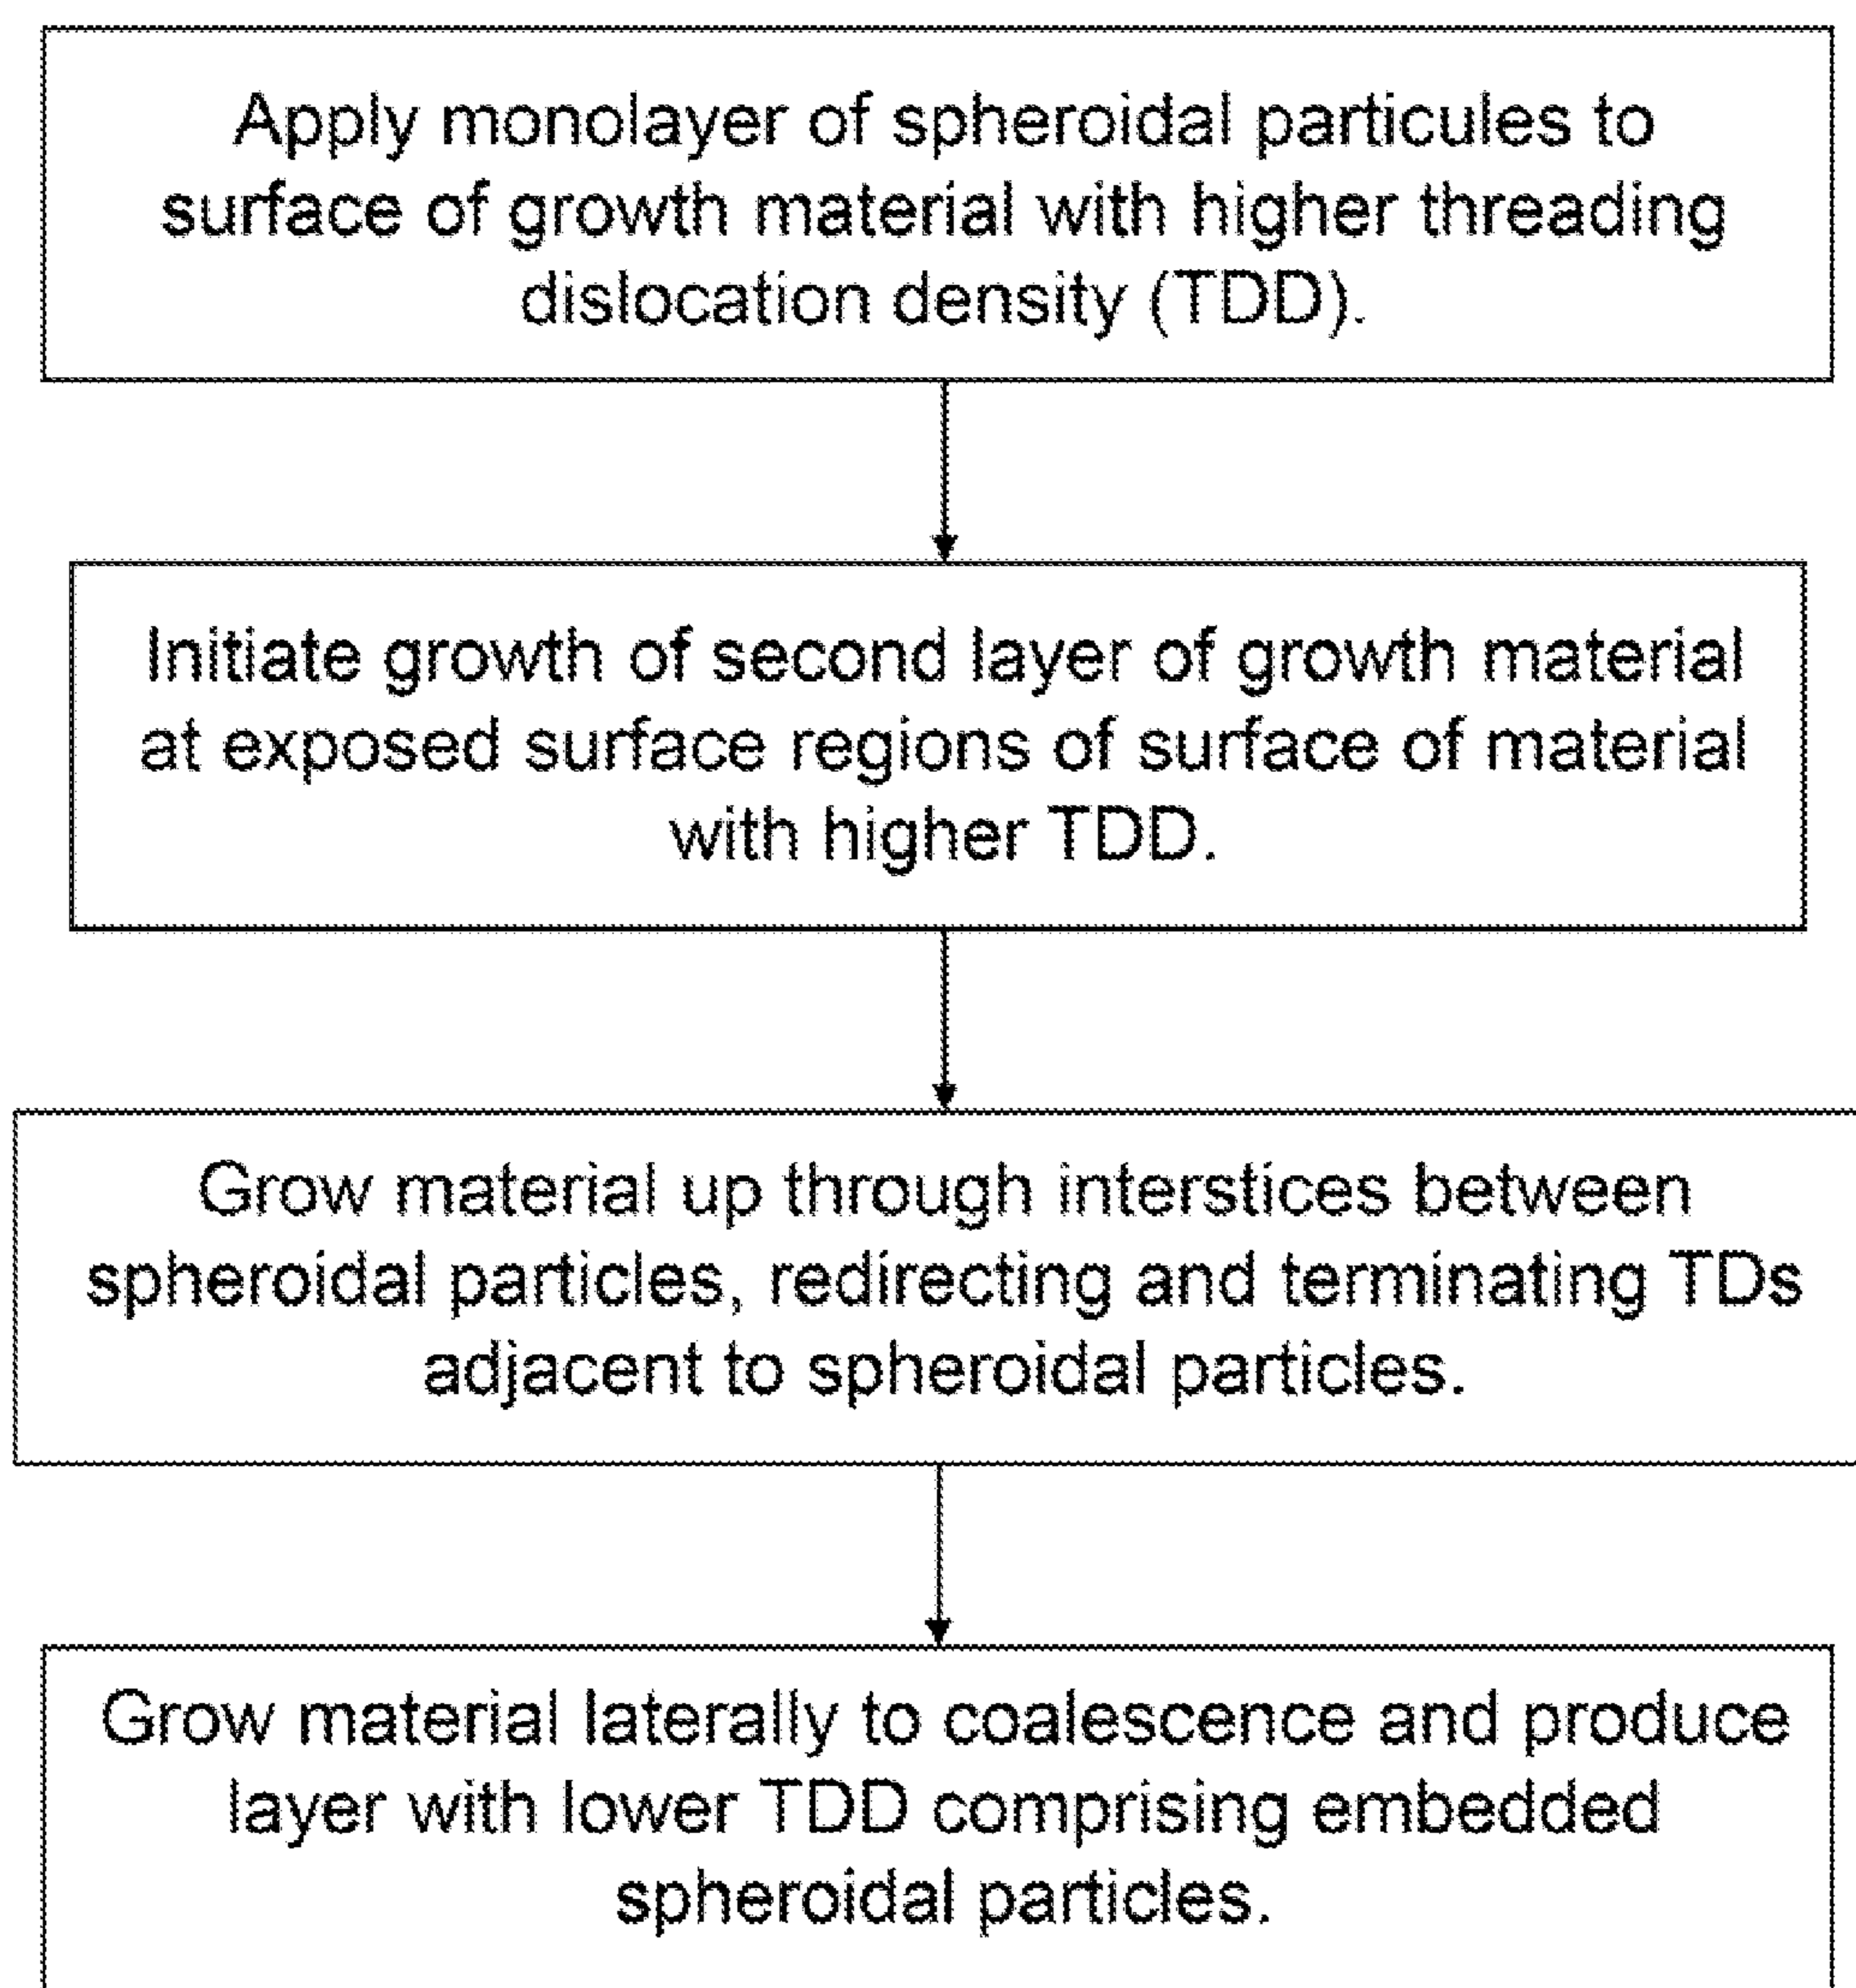 Apply monolayer of spheroidal particules to
surface of growth material with higher threading
dislocation density (TDD).
Initiate growth of second layer of growth material
at exposed surface regions of surface of material
with higher TDD.
Grow material up through interstices between
spheroidal particles, redirecting and terminating TDs
adjacent to spheroidal particles.
Grow material laterally to coalescence and produce
layer with lower TDD comprising embedded
spheroidal particles.